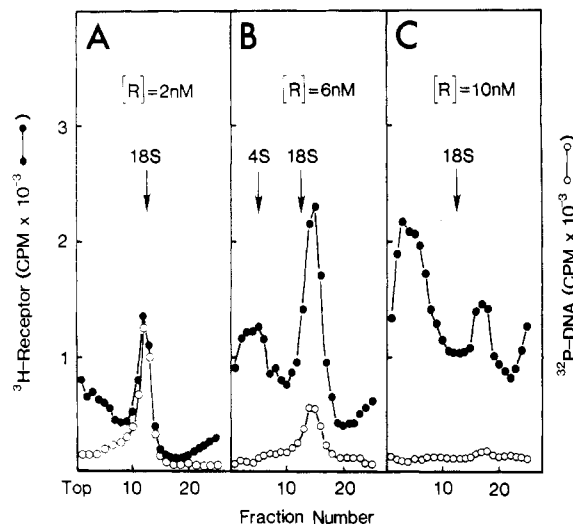 A B C
[R]=2nM [R]=6nM [R]=10nM
18S 4S 18S 18S
3
2
1
Top 10 20 10 20 10 20
Fraction Number
³H-Receptor (CPM x 10⁻³) ●—●
³²P-DNA (CPM x 10⁻³) ○—○